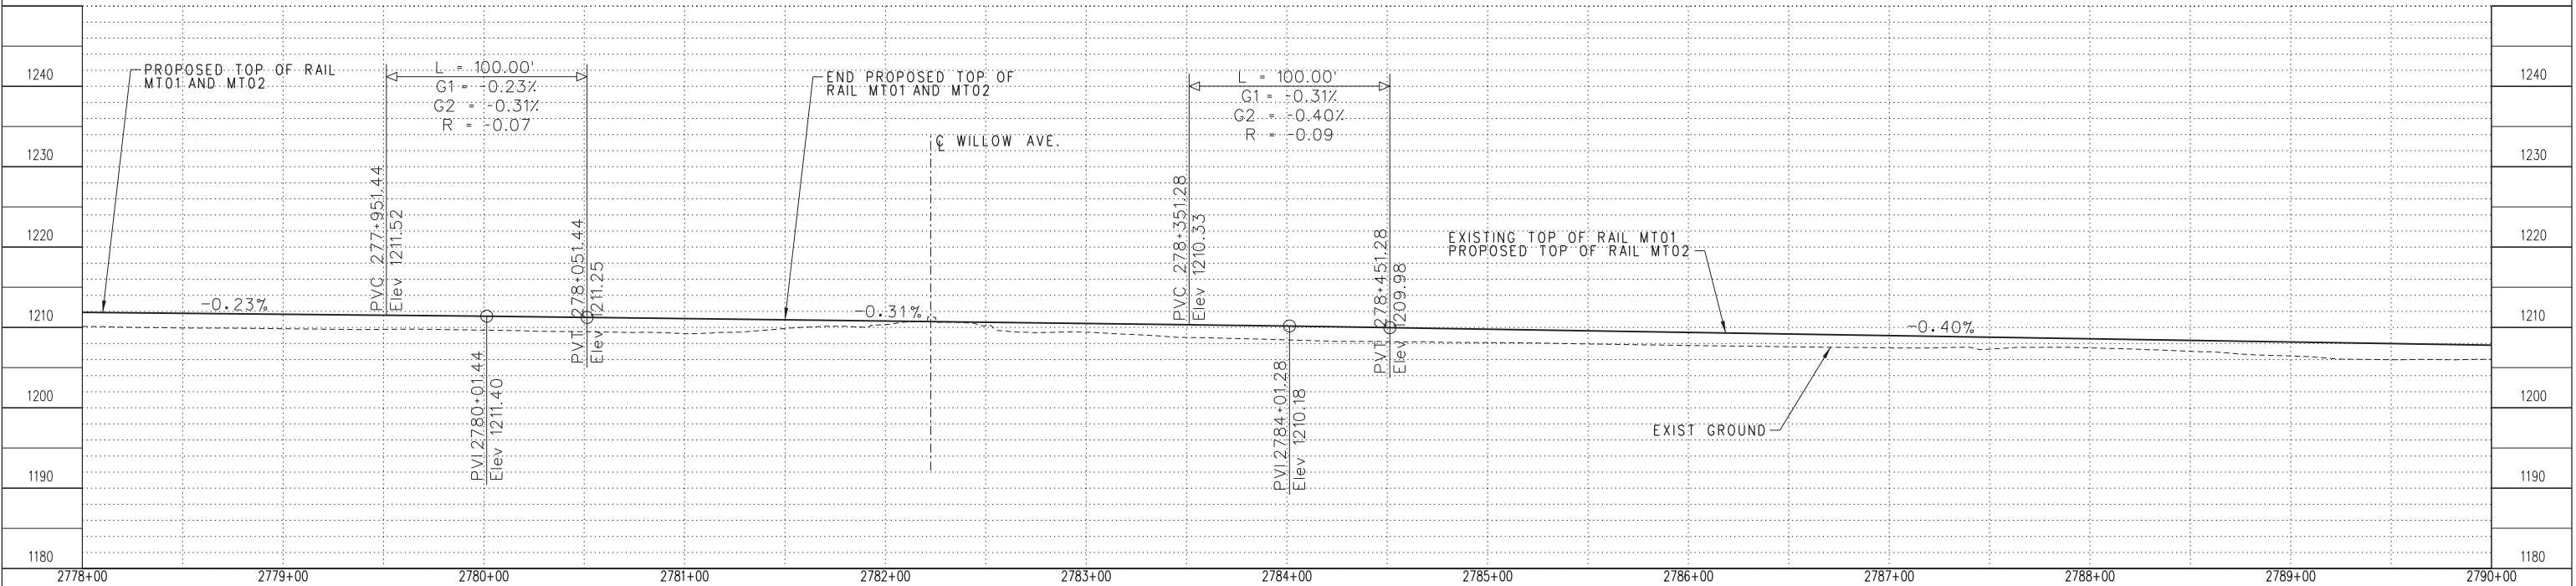 1240
1230
1220
1210
1200
1190
1180
PROPOSED TOP OF RAIL
MT01 AND MT02
L = 100.00'
G1 = -0.23%
G2 = -0.31%
R = -0.07
PVC 277+951.44
Elev 1211.52
PVT 278+051.44
Elev 1211.25
PVI 2780+01.44
Elev 1211.40
-0.23%
END PROPOSED TOP OF
RAIL MT01 AND MT02
℄ WILLOW AVE.
-0.31%
L = 100.00'
G1 = -0.31%
G2 = -0.40%
R = -0.09
PVC 278+351.28
Elev 1210.33
PVT 278+451.28
Elev 1209.98
PVI 2784+01.28
Elev 1210.18
EXISTING TOP OF RAIL MT01
PROPOSED TOP OF RAIL MT02
-0.40%
EXIST GROUND
1240
1230
1220
1210
1200
1190
1180
2778+00 2779+00 2780+00 2781+00 2782+00 2783+00 2784+00 2785+00 2786+00 2787+00 2788+00 2789+00 2790+00